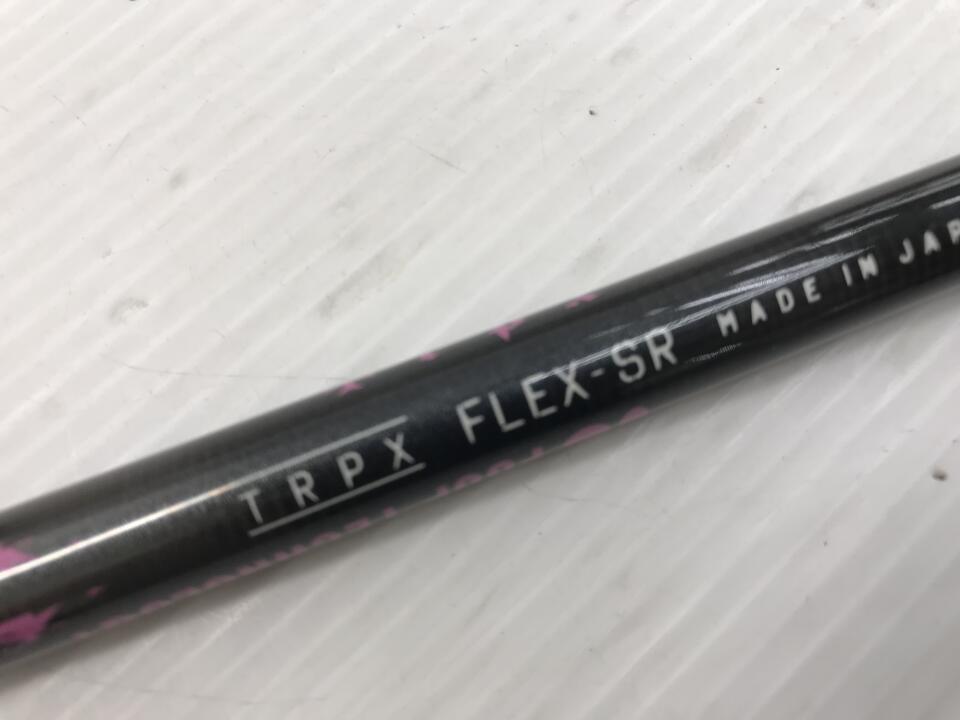 TRPX FLEX-SR MADE IN JAP